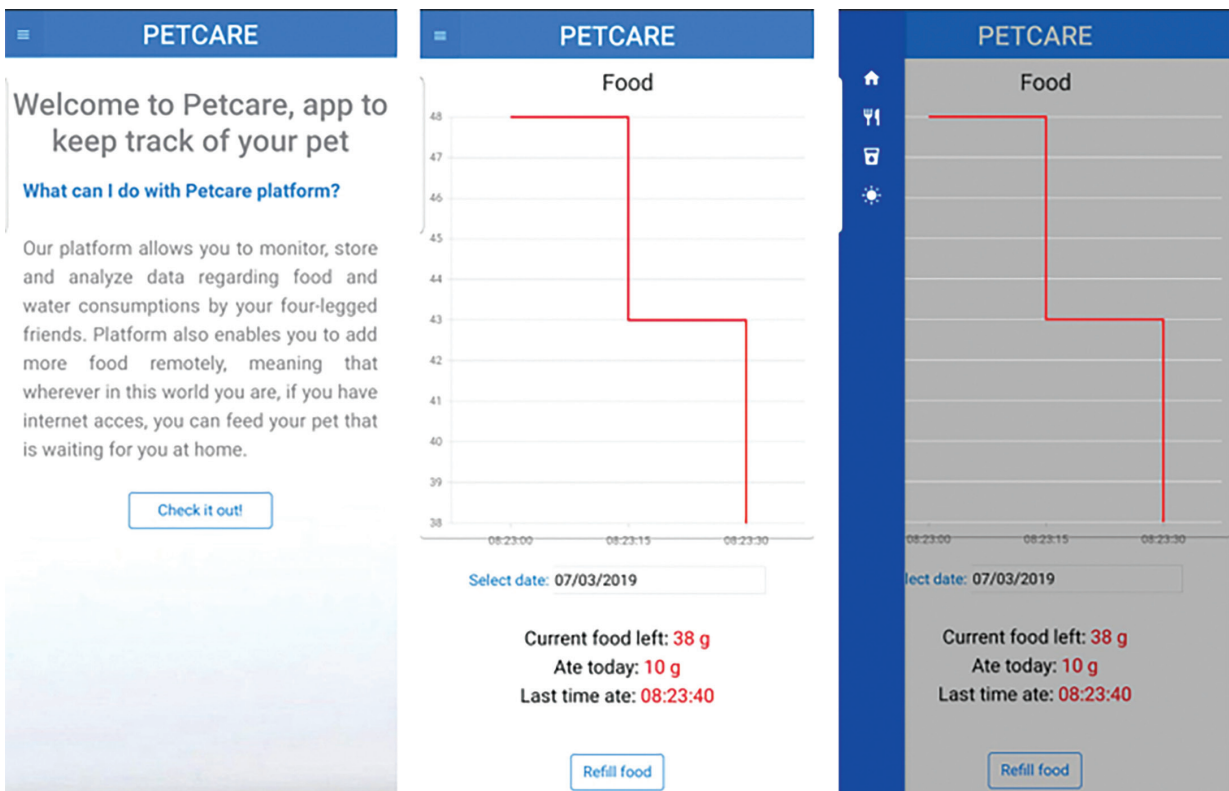 PETCARE
Welcome to Petcare, app to
keep track of your pet
What can I do with Petcare platform?
Our platform allows you to monitor, store
and analyze data regarding food and
water consumptions by your four-legged
friends. Platform also enables you to add
more food remotely, meaning that
wherever in this world you are, if you have
internet acces, you can feed your pet that
is waiting for you at home.
Check it out!
PETCARE
Food
48
47
46
45
44
43
42
41
40
39
38
08:23:00 08:23:15 08:23:30
Select date: 07/03/2019
Current food left: 38 g
Ate today: 10 g
Last time ate: 08:23:40
Refill food
PETCARE
Food
08:23:00 08:23:15 08:23:30
lect date: 07/03/2019
Current food left: 38 g
Ate today: 10 g
Last time ate: 08:23:40
Refill food